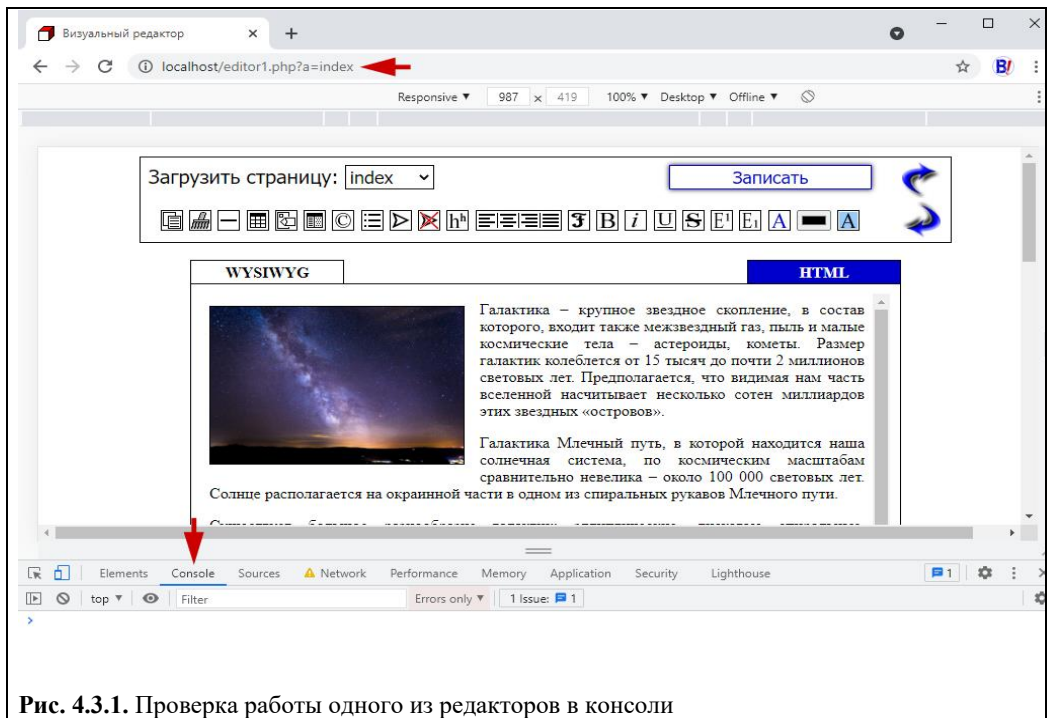 Визуальный редактор
localhost/editor1.php?a=index
B!
Responsive 987 x 419 100% Desktop Offline
Загрузить страницу: index Записать
hʰ F B i U S E¹ E₁ A A
WYSIWYG HTML
Галактика – крупное звездное скопление, в состав
которого, входит также межзвездный газ, пыль и малые
космические тела – астероиды, кометы. Размер
галактик колеблется от 15 тысяч до почти 2 миллионов
световых лет. Предполагается, что видимая нам часть
вселенной насчитывает несколько сотен миллиардов
этих звездных «островов».
Галактика Млечный путь, в которой находится наша
солнечная система, по космическим масштабам
сравнительно невелика – около 100 000 световых лет.
Солнце располагается на окраинной части в одном из спиральных рукавов Млечного пути.
Elements Console Sources Network Performance Memory Application Security Lighthouse 1
top Filter Errors only 1 Issue: 1
Рис. 4.3.1. Проверка работы одного из редакторов в консоли